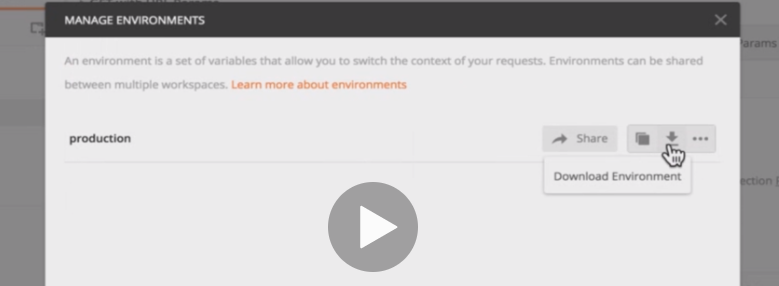 MANAGE ENVIRONMENTS
Params
An environment is a set of variables that allow you to switch the context of your requests. Environments can be shared
between multiple workspaces. Learn more about environments
production
Share
Download Environment